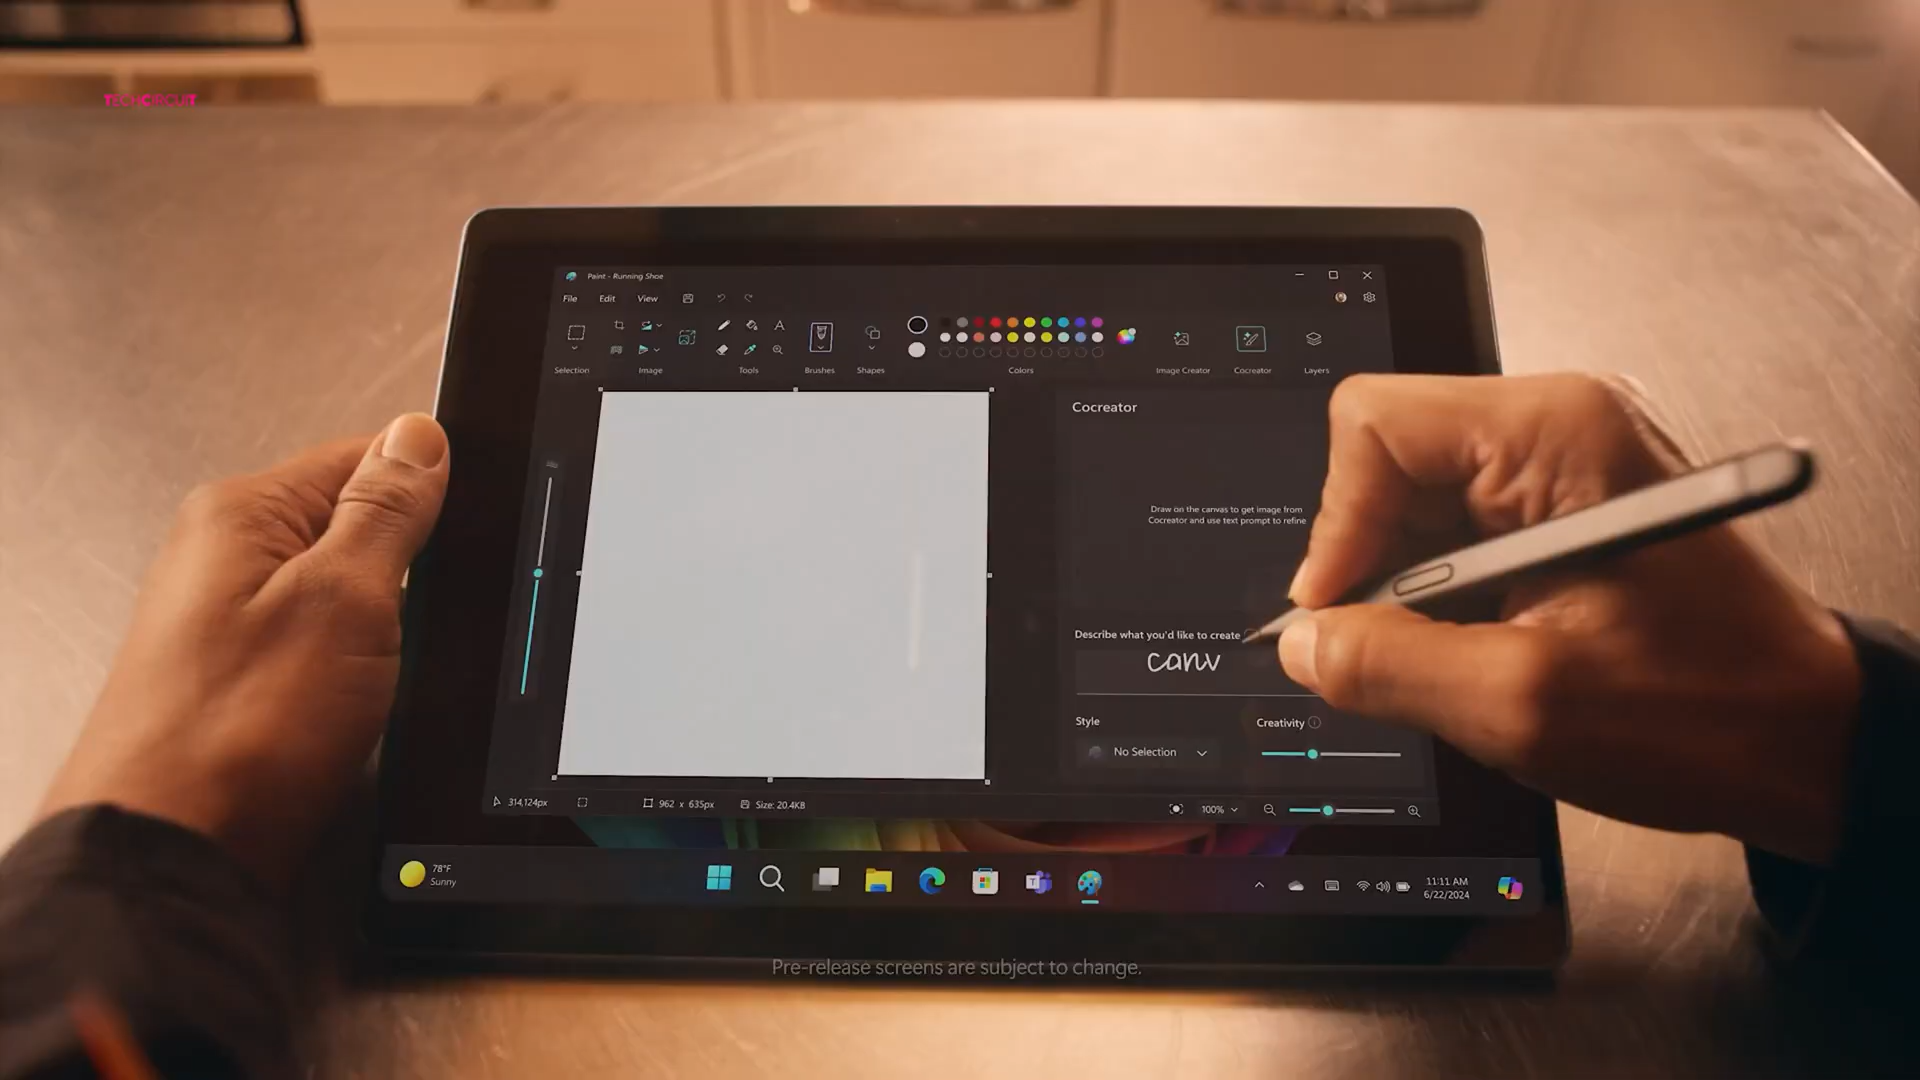 TECHCIRCUIT
Paint - Running Shoe
File Edit View
Selection Image Tools Brushes Shapes Colors Image Creator Cocreator Layers
Cocreator
Draw on the canvas to get image from
Cocreator and use text prompt to refine
Describe what you'd like to create
canv
Style Creativity
No Selection
314,124px 962 x 635px Size: 20.4KB 100%
78°F
Sunny
11:11 AM
6/22/2024
Pre-release screens are subject to change.